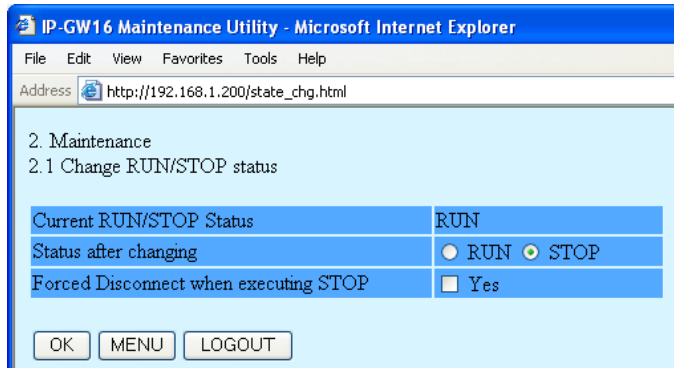 IP-GW16 Maintenance Utility - Microsoft Internet Explorer
File Edit View Favorites Tools Help
Address http://192.168.1.200/state_chg.html
2. Maintenance
2.1 Change RUN/STOP status
Current RUN/STOP Status RUN
Status after changing RUN STOP
Forced Disconnect when executing STOP Yes
OK MENU LOGOUT